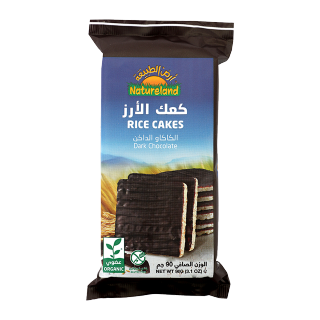 أرض الطبيعة
Natureland
كعك الأرز
RICE CAKES
الكاكاو الداكن
Dark Chocolate
عضوي
ORGANIC
الوزن الصافي 90 جم
NET WT 90g (3.1 OZ)